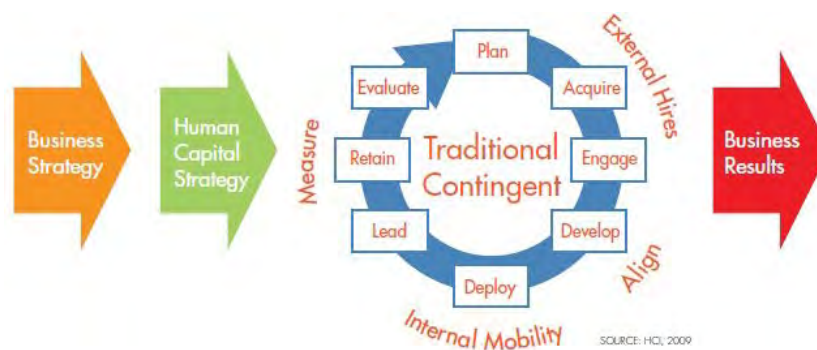 Business
Strategy
Human
Capital
Strategy
Plan
Acquire
Engage
Develop
Deploy
Lead
Retain
Evaluate
Traditional
Contingent
External Hires
Align
Internal Mobility
Measure
Business
Results
SOURCE: HCI, 2009